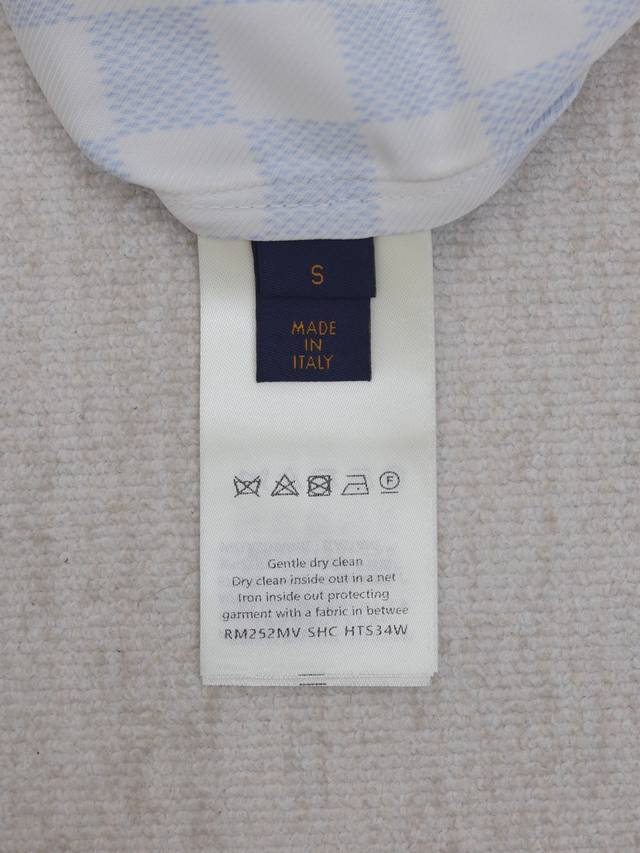 S
MADE
IN
ITALY
F
Gentle dry clean
Dry clean inside out in a net
Iron inside out protecting
garment with a fabric in betwee
RM252MV SHC HTS34W